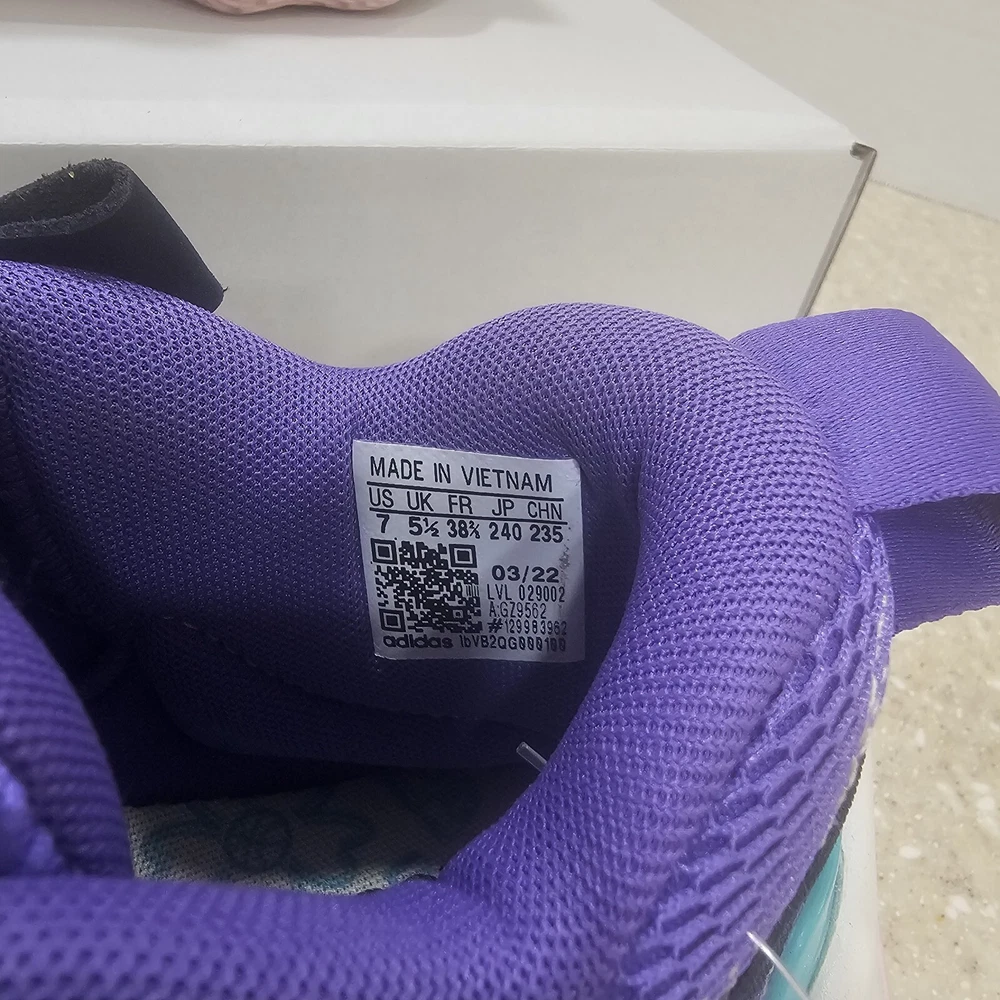 MADE IN VIETNAM
US UK FR JP CHN
7 5½ 38⅔ 240 235
03/22
LVL 029002
A:GZ9562
#129983962
adidas